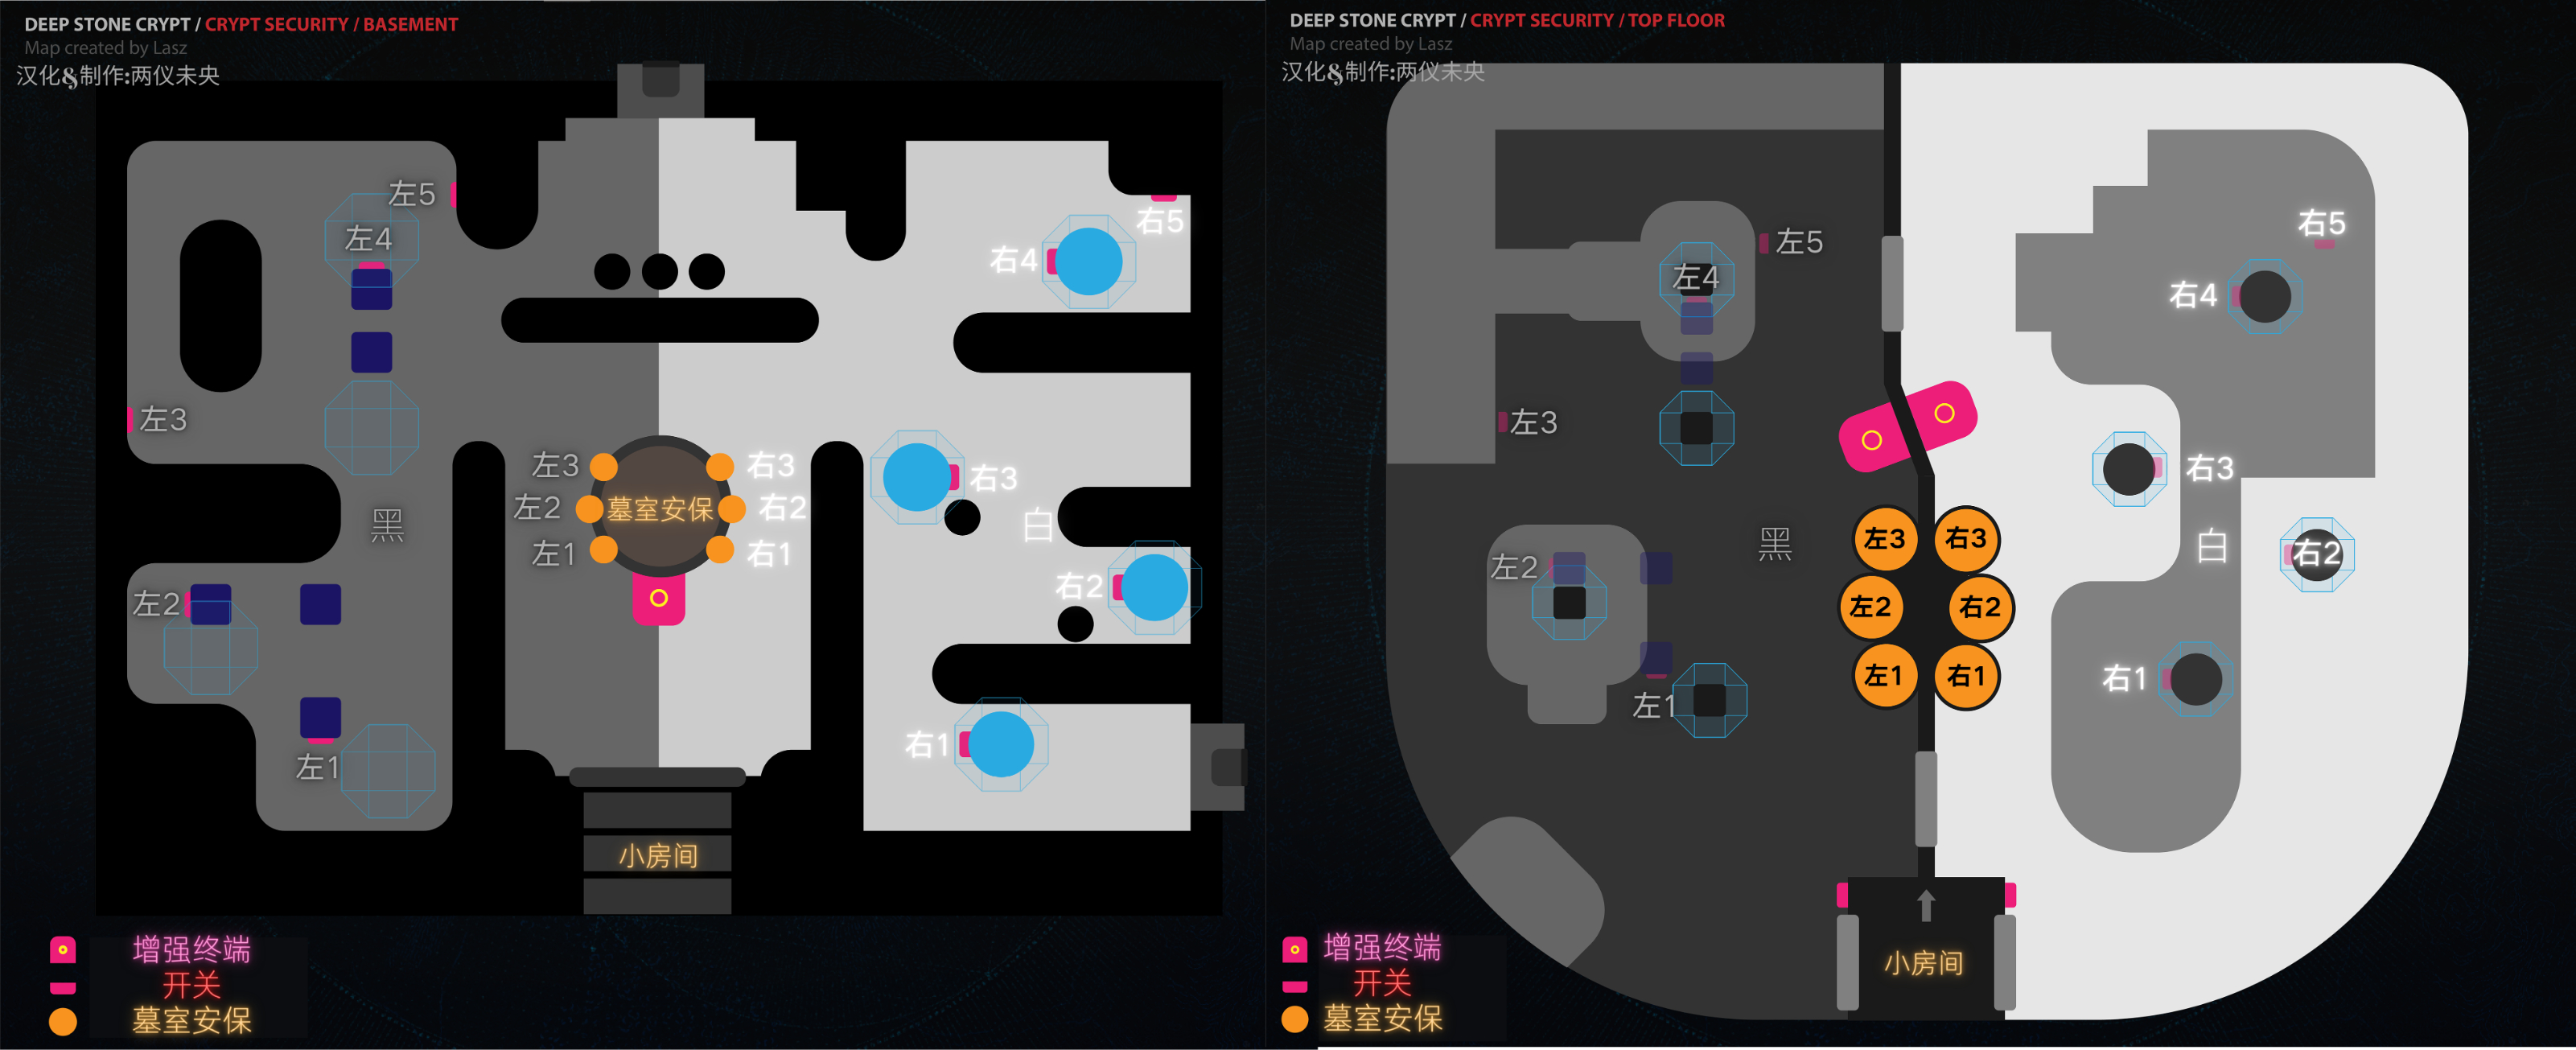 DEEP STONE CRYPT / CRYPT SECURITY / BASEMENT
Map created by Lasz
汉化&制作:两仪未央
左5
左4
右5
右4
左3
左3
右3
右3
左2
墓室安保
右2
黑
白
左1
右1
左2
右2
右1
左1
小房间
增强终端
开关
墓室安保
DEEP STONE CRYPT / CRYPT SECURITY / TOP FLOOR
Map created by Lasz
汉化&制作:两仪未央
右5
左5
左4
右4
左3
右3
左3
右3
黑
白
右2
左2
左2
右2
左1
右1
右1
左1
小房间
增强终端
开关
墓室安保